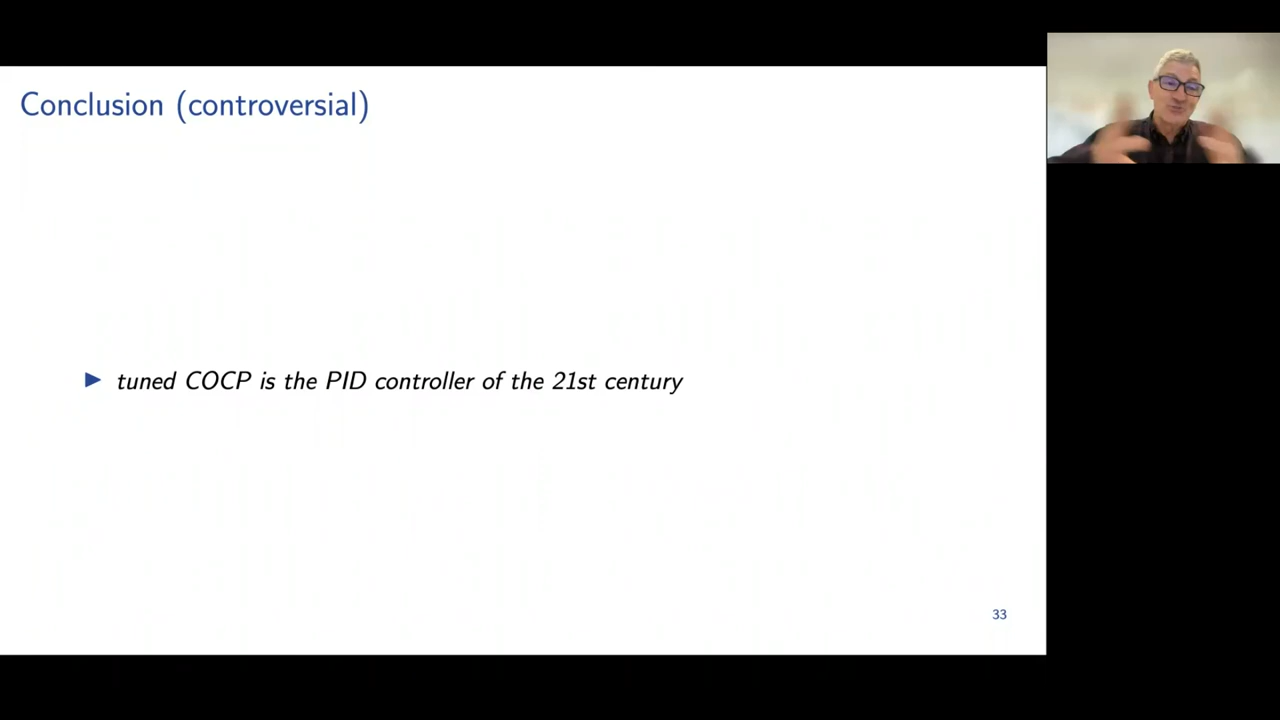 Conclusion (controversial)
▶ tuned COCP is the PID controller of the 21st century
33